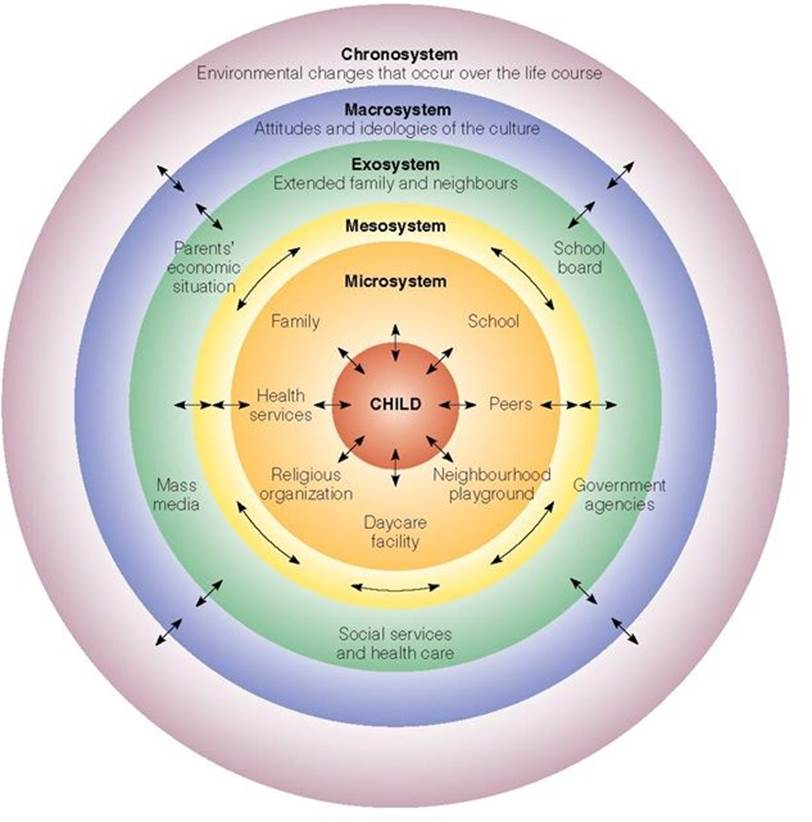 Chronosystem
Environmental changes that occur over the life course
Macrosystem
Attitudes and ideologies of the culture
Exosystem
Extended family and neighbours
Mesosystem
Parents'
economic
situation
School
board
Microsystem
Family
School
Health
services
CHILD
Peers
Religious
organization
Neighbourhood
playground
Mass
media
Government
agencies
Daycare
facility
Social services
and health care